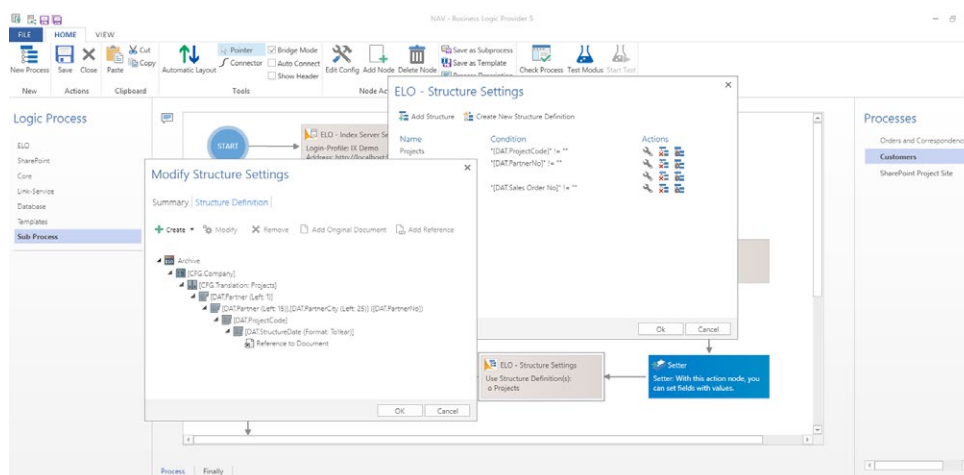 NAV - Business Logic Provider 5
FILE HOME VIEW
New Process Save Close Paste Cut Copy Automatic Layout Pointer Connector Bridge Mode Auto Connect Show Header Edit Config Add Node Delete Node Save as Subprocess Save as Template Check Process Test Modus Start Test
New Actions Clipboard Tools
Logic Process
ELO
SharePoint
Core
Link-Service
Database
Templates
Sub Process
START
ELO - Index Server Se
Login-Profile: IX Demo
ELO - Structure Settings
Add Structure Create New Structure Definition
Name Condition Actions
Projects "[DAT.ProjectCode]" != ""
"[DAT.PartnerNo]" != ""
"[DAT.Sales Order No]" != ""
Ok Cancel
Modify Structure Settings
Summary Structure Definition
Create Modify Remove Add Original Document Add Reference
Archive
[CFG.Company]
[CFG.Translation: Projects]
[DAT.Partner (Left: 1)]
[DAT.Partner (Left: 15)],[DAT.PartnerCity (Left: 25)] ([DAT.PartnerNo])
[DAT.ProjectCode]
[DAT.StructureDate (Format: ToYear)]
Reference to Document
OK Cancel
ELO - Structure Settings
Use Structure Definition(s):
o Projects
Setter
Setter: With this action node, you
can set fields with values.
Process Finally
Processes
Orders and Correspondenc
Customers
SharePoint Project Site